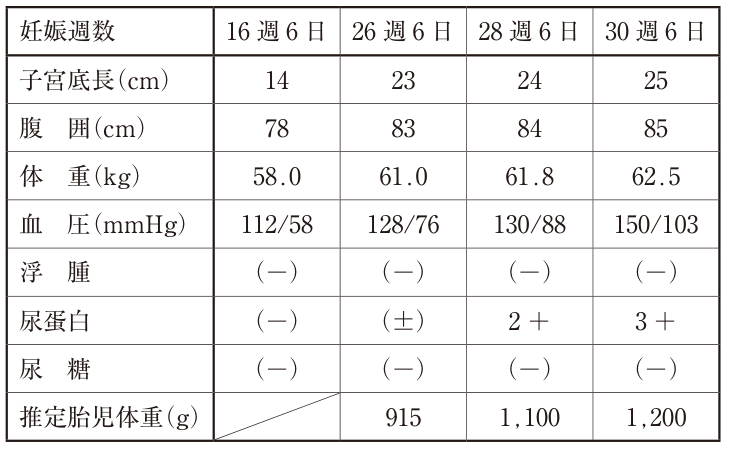 妊娠週数 16週6日 26週6日 28週6日 30週6日
子宮底長(cm) 14 23 24 25
腹 囲(cm) 78 83 84 85
体 重(kg) 58.0 61.0 61.8 62.5
血 圧(mmHg) 112/58 128/76 130/88 150/103
浮 腫 (−) (−) (−) (−)
尿蛋白 (−) (±) 2+ 3+
尿 糖 (−) (−) (−) (−)
推定胎児体重(g) 915 1,100 1,200